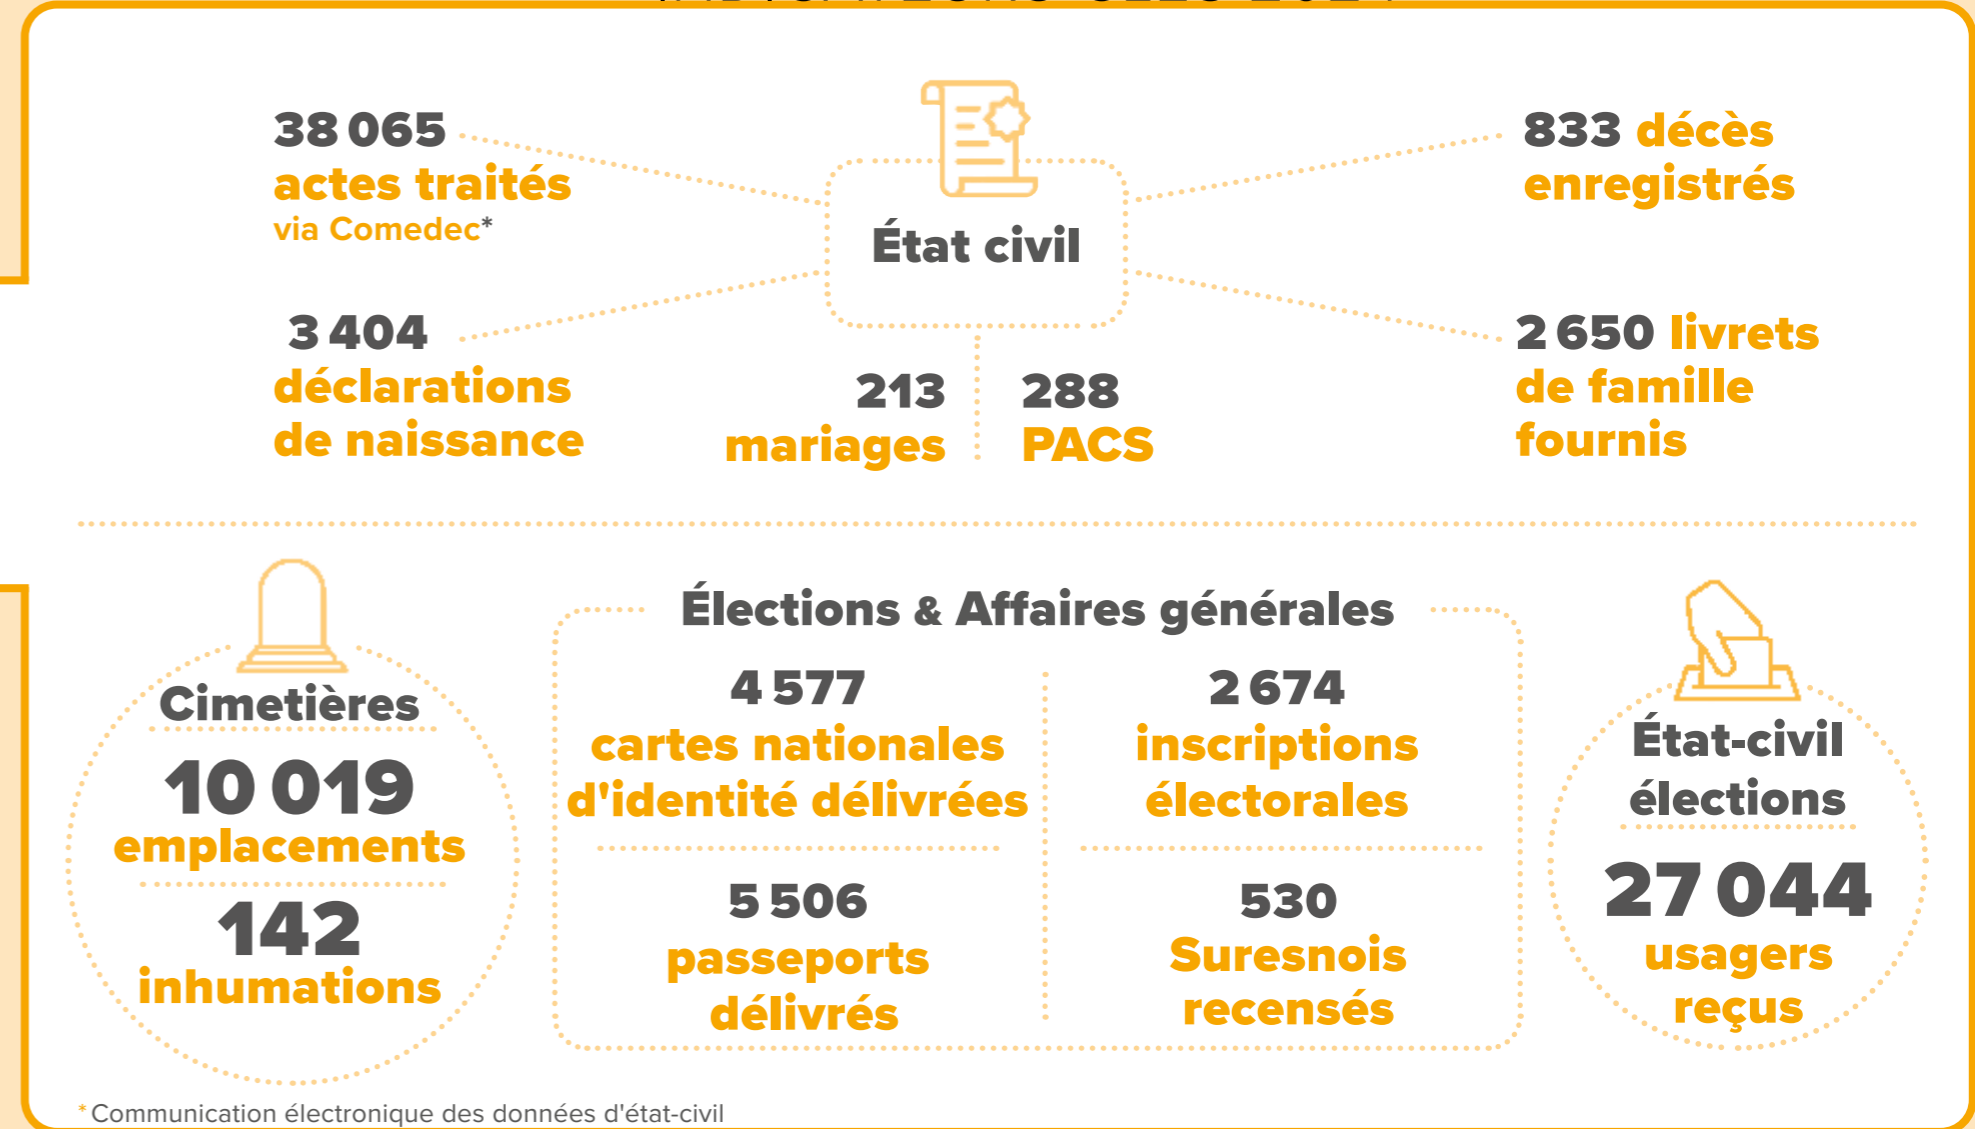 38 065
actes traités
via Comedec*
3 404
déclarations
de naissance
État civil
213
mariages
288
PACS
833 décès
enregistrés
2 650 livrets
de famille
fournis
Cimetières
10 019
emplacements
142
inhumations
Élections & Affaires générales
4 577
cartes nationales
d'identité délivrées
5 506
passeports
délivrés
2 674
inscriptions
électorales
530
Suresnois
recensés
État-civil
élections
27 044
usagers
reçus
*Communication électronique des données d'état-civil